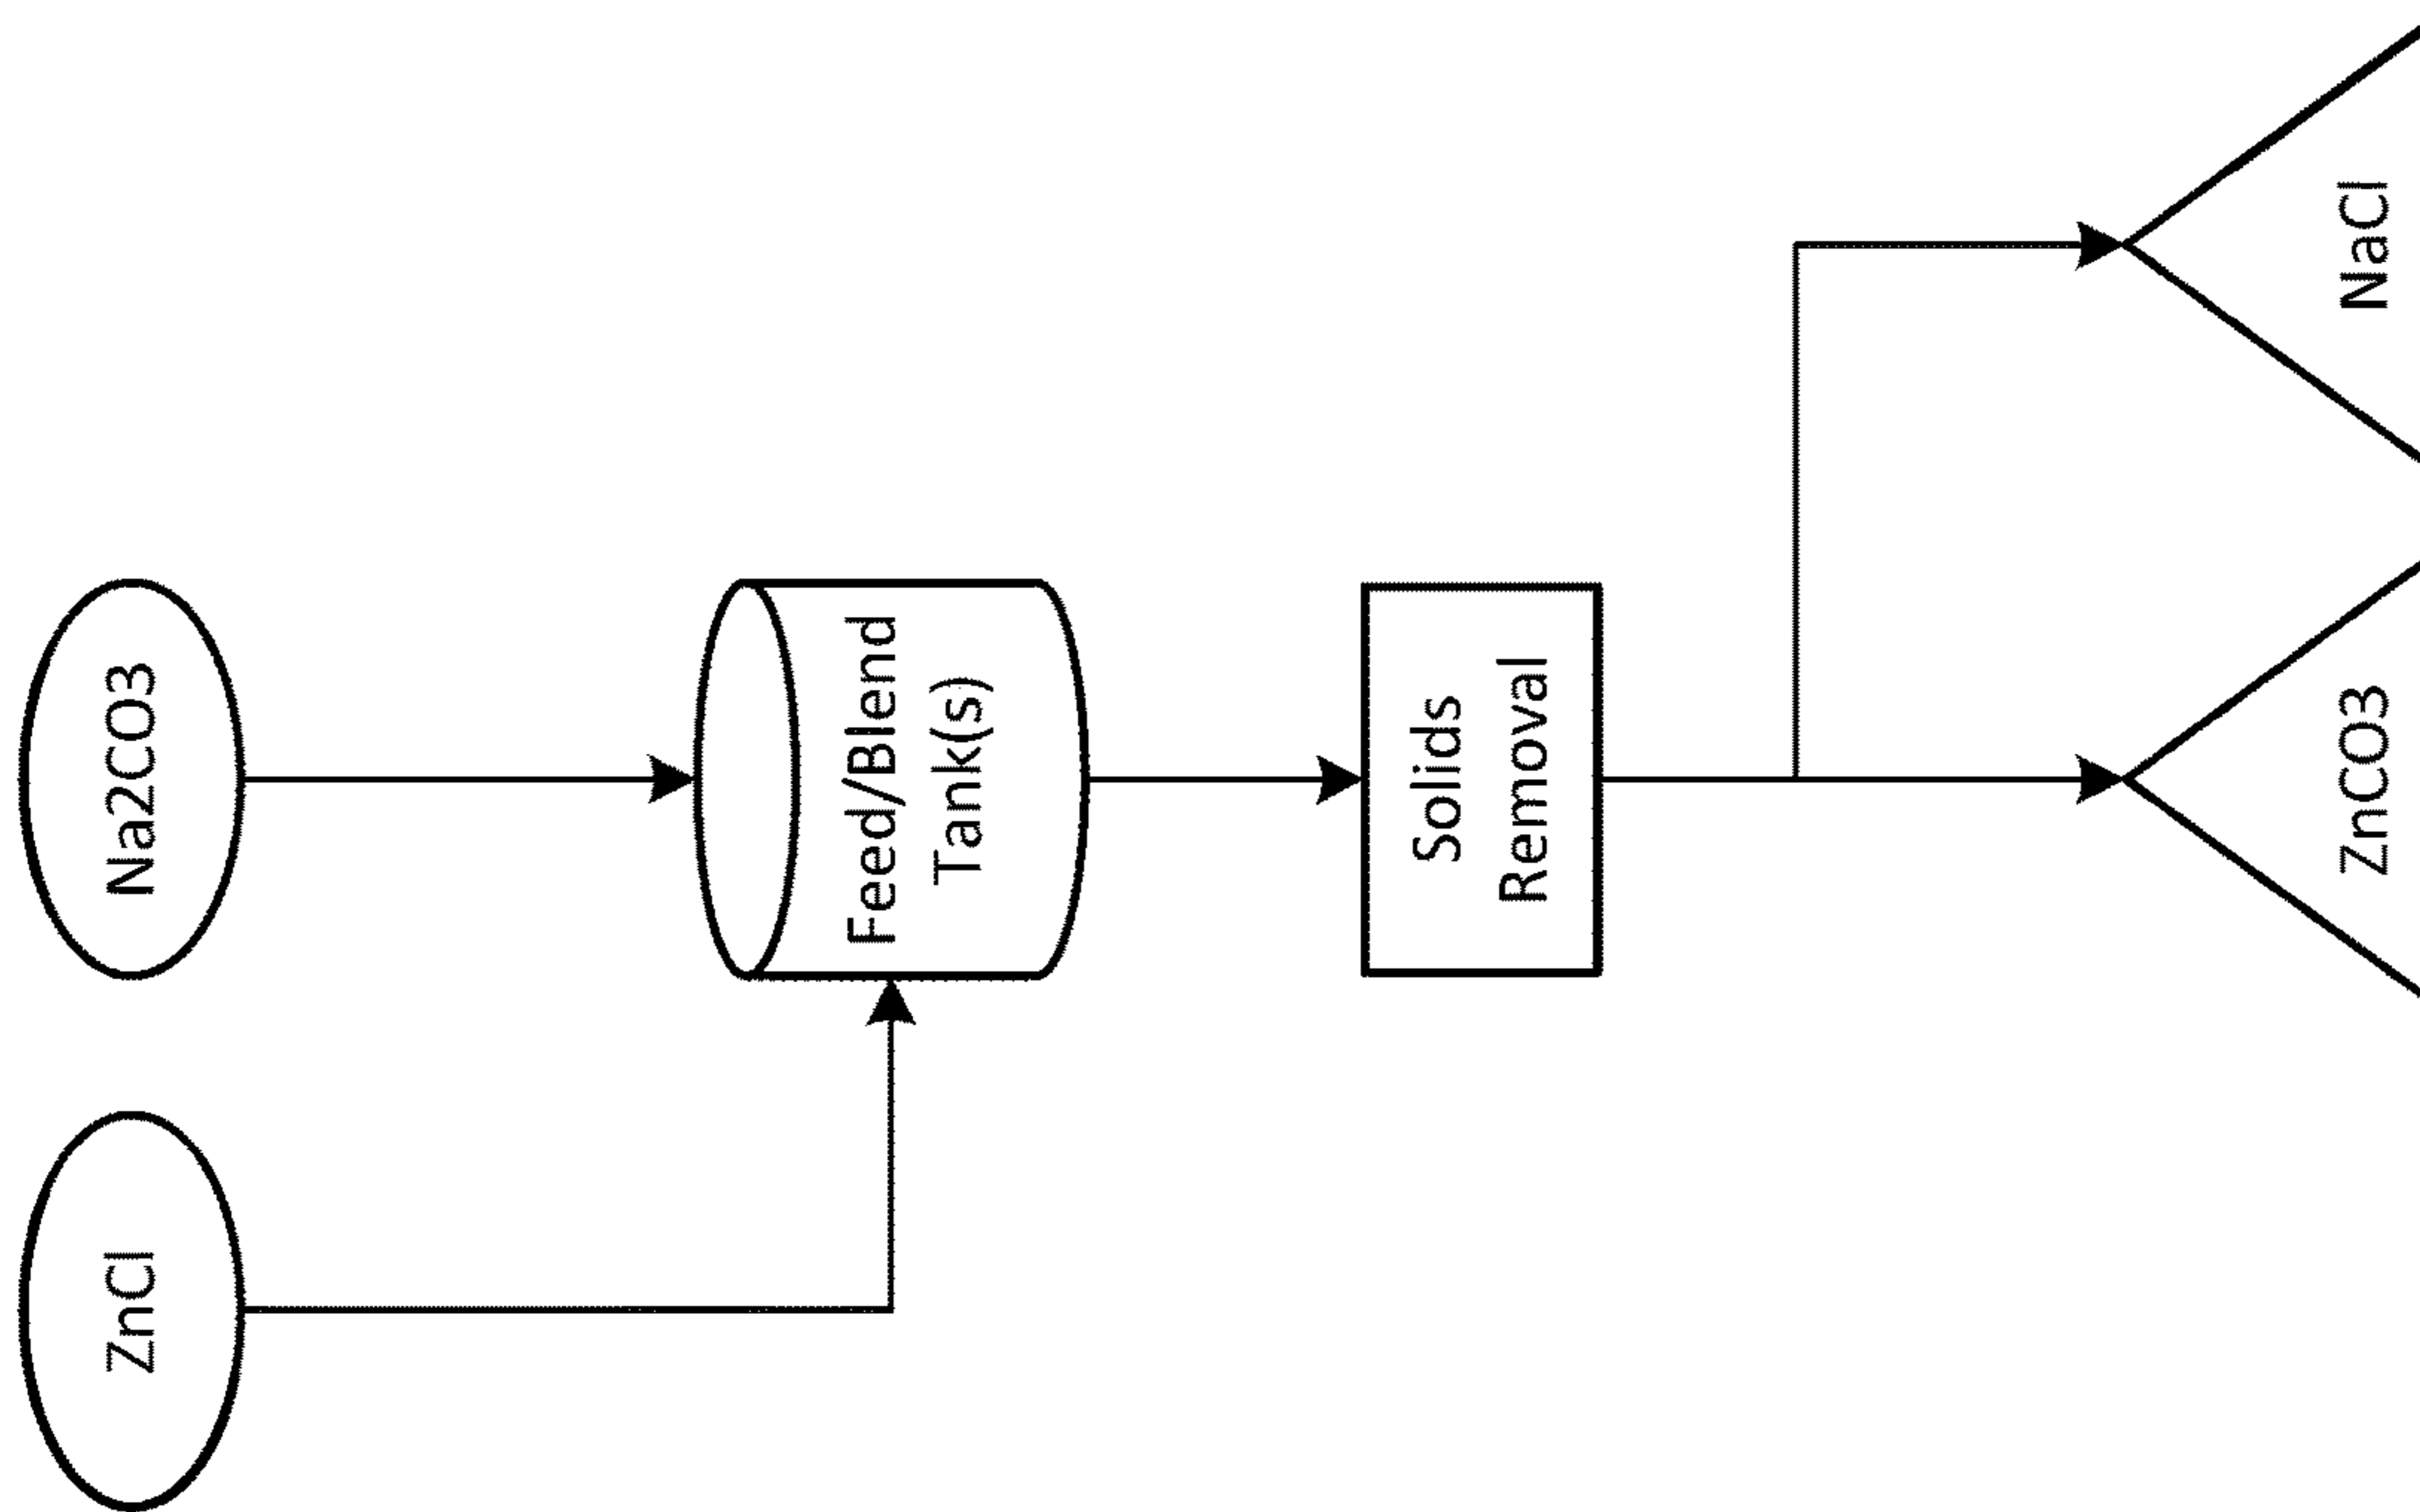 ZnCl
Na2CO3
Feed/Blend
Tank(s)
Solids
Removal
ZnCO3
NaCl